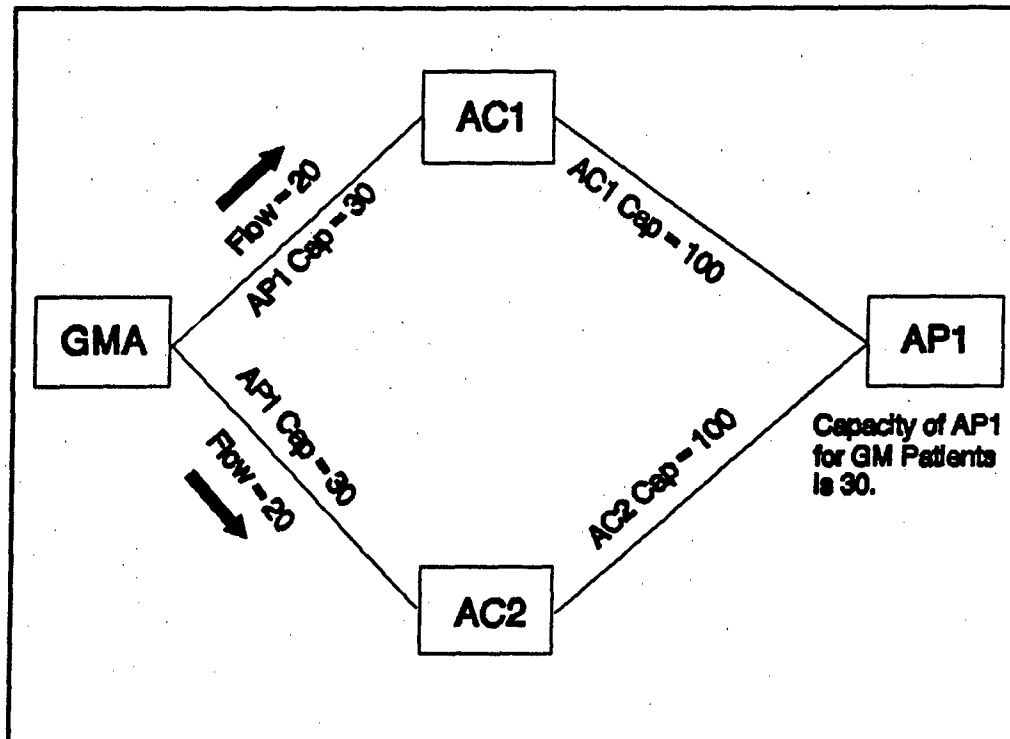 AC1
Flow = 20
AP1 Cap = 30
AC1 Cap = 100
GMA
AP1
AP1 Cap = 30
Flow = 20
AC2 Cap = 100
Capacity of AP1
for GM Patients
is 30.
AC2